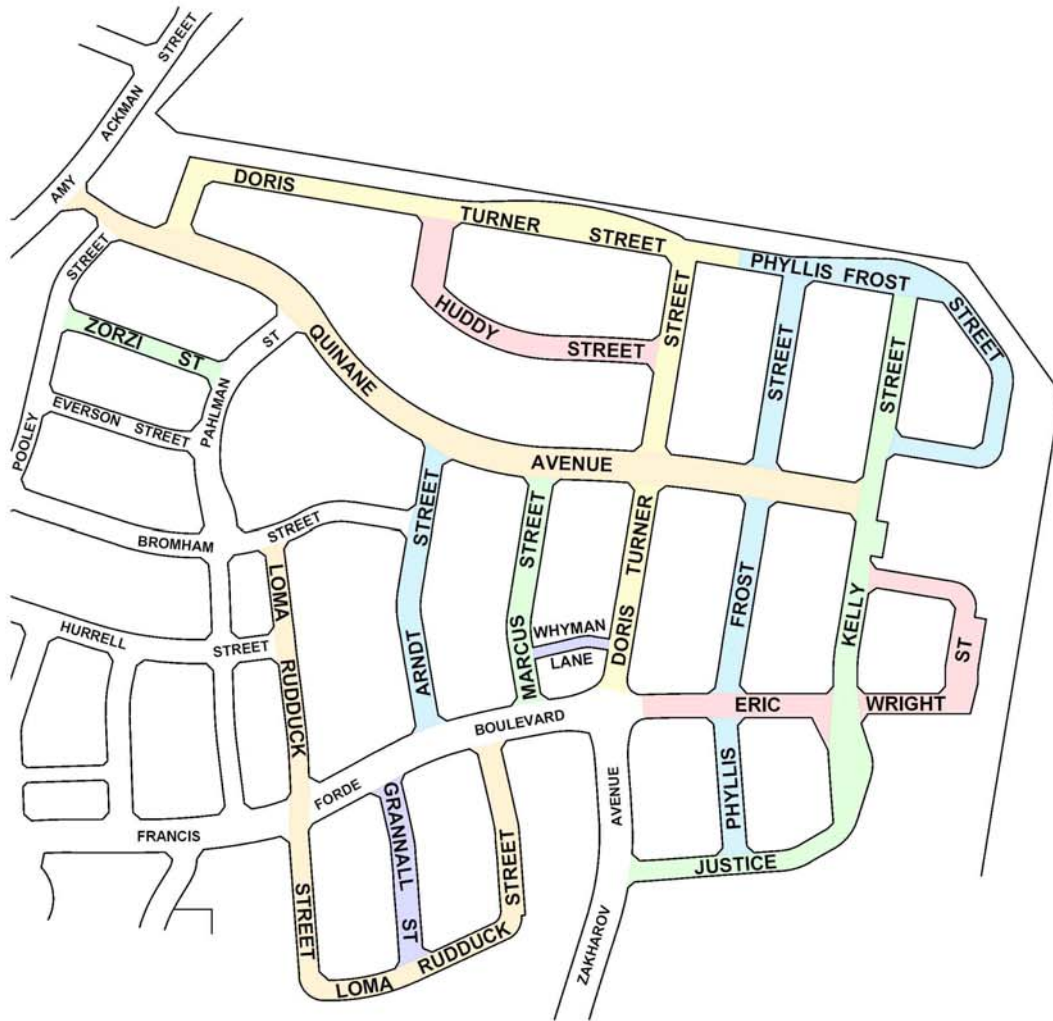 STREET
ACKMAN
AMY
DORIS
TURNER
STREET
PHYLLIS FROST
STREET
STREET
HUDDY
STREET
STREET
STREET
STREET
ZORZI ST
ST
QUINANE
PAHLMAN
EVERSON STREET
POOLEY
AVENUE
STREET
STREET
TURNER
STREET
BROMHAM
LOMA
FROST
KELLY
WHYMAN
LANE
HURRELL
STREET
RUDDUCK
ARNDT
MARCUS
DORIS
ST
ERIC
WRIGHT
BOULEVARD
FORDE
FRANCIS
GRANNALL
AVENUE
PHYLLIS
JUSTICE
STREET
STREET
ST
RUDDUCK
LOMA
ZAKHAROV